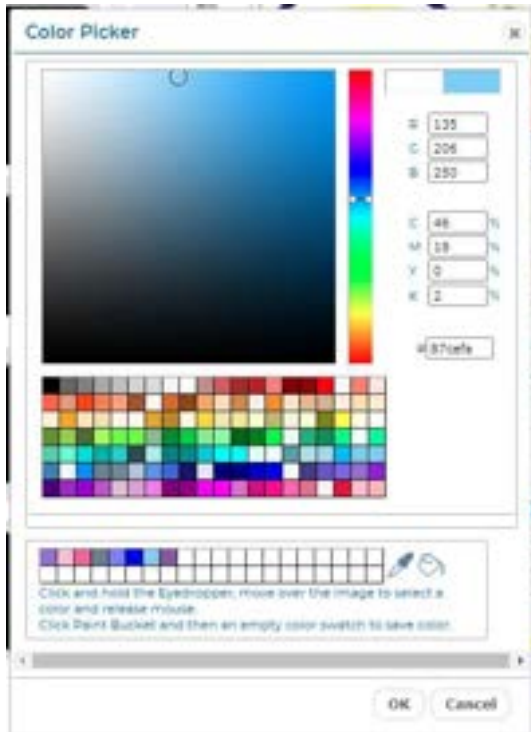 Color Picker
R 135
G 206
B 250
C 46 %
M 18 %
Y 0 %
K 2 %
# 87cefa
Click and hold the Eyedropper, move over the image to select a
color and release mouse.
Click Paint Bucket and then an empty color swatch to save color.
OK Cancel